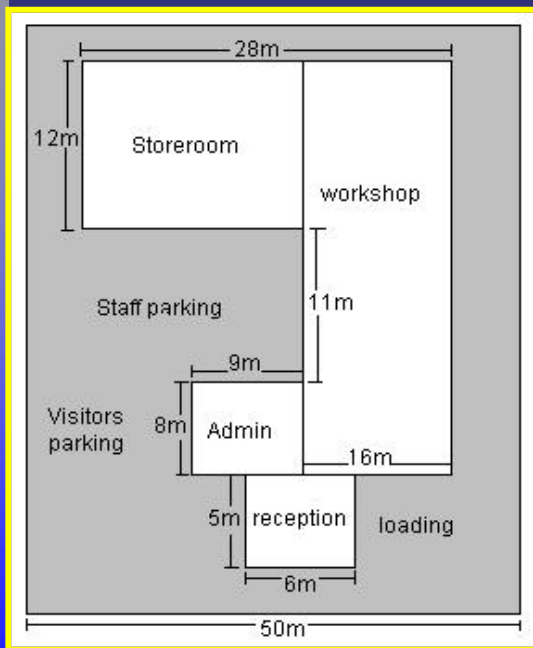 28m
12m
Storeroom
workshop
11m
Staff parking
9m
Visitors
parking
8m
Admin
16m
5m
reception
loading
6m
50m